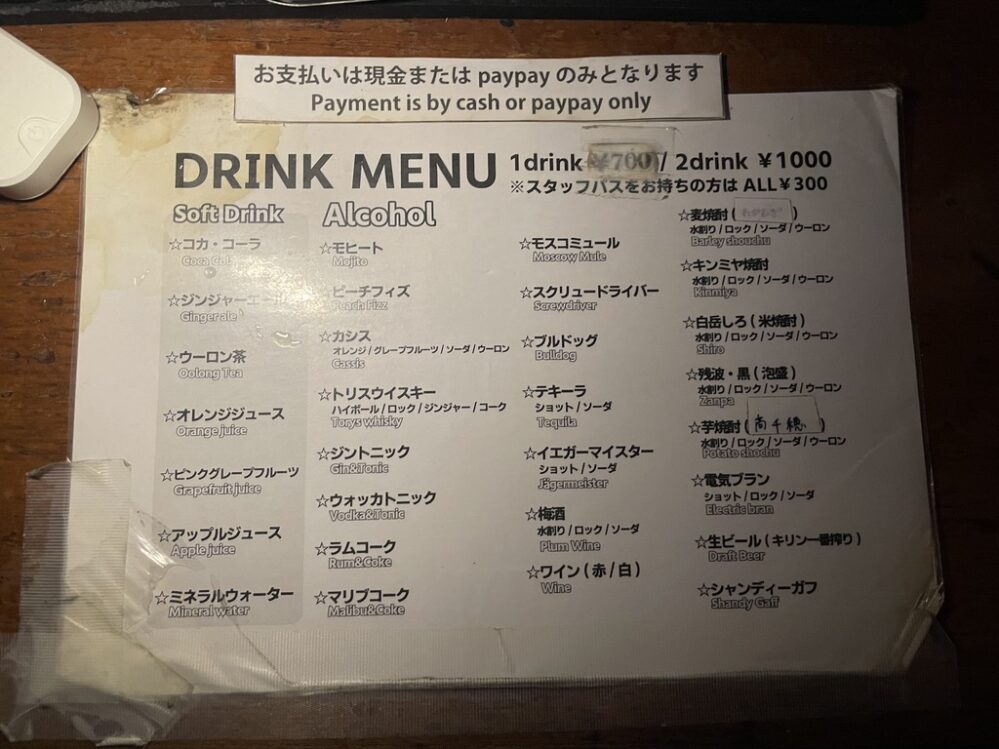 お支払いは現金または paypay のみとなります
Payment is by cash or paypay only
DRINK MENU
1drink ¥700 / 2drink ¥1000
※スタッフパスをお持ちの方は ALL¥300
Soft Drink
☆コカ・コーラ
Coca Cola
☆ジンジャーエール
Gingerale
☆ウーロン茶
Oolong Tea
☆オレンジジュース
Orange juice
☆ピンクグレープフルーツ
Grapefruit juice
☆アップルジュース
Apple juice
☆ミネラルウォーター
Mineral water
Alcohol
☆モヒート
Mojito
☆ピーチフィズ
Peach Fizz
☆カシス
オレンジ / グレープフルーツ / ソーダ / ウーロン
Cassis
☆トリスウイスキー
ハイボール / ロック / ジンジャー / コーク
Torys whisky
☆ジントニック
Gin&Tonic
☆ウォッカトニック
Vodka&Tonic
☆ラムコーク
Rum&Coke
☆マリブコーク
Malibu&Coke
☆モスコミュール
Moscow Mule
☆スクリュードライバー
Screwdriver
☆ブルドッグ
Bulldog
☆テキーラ
ショット / ソーダ
Tequila
☆イエガーマイスター
ショット / ソーダ
Jägermeister
☆梅酒
水割り / ロック / ソーダ
Plum Wine
☆ワイン ( 赤 / 白 )
Wine
☆麦焼酎 ( )
水割り / ロック / ソーダ / ウーロン
Barley shouchu
☆キンミヤ焼酎
水割り / ロック / ソーダ / ウーロン
Kinmiya
☆白岳しろ ( 米焼酎 )
水割り / ロック / ソーダ / ウーロン
Shiro
☆残波・黒 ( 泡盛 )
水割り / ロック / ソーダ / ウーロン
Zanpa
☆芋焼酎 ( 高千穂 )
水割り / ロック / ソーダ / ウーロン
Potato shochu
☆電気ブラン
ショット / ロック / ソーダ
Electric bran
☆生ビール ( キリン一番搾り )
Draft Beer
☆シャンディーガフ
Shandy Gaff